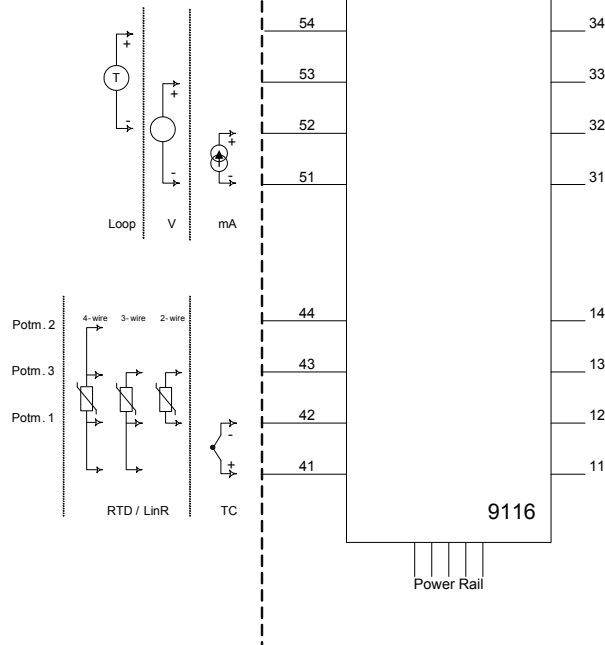 54
34
+
T
53
33
+
-
52
32
+
-
-
51
31
Loop
V
mA
4-wire
3-wire
2-wire
44
14
Potm. 2
Potm. 3
43
13
Potm. 1
42
12
-
+
41
11
RTD / LinR
TC
9116
Power Rail